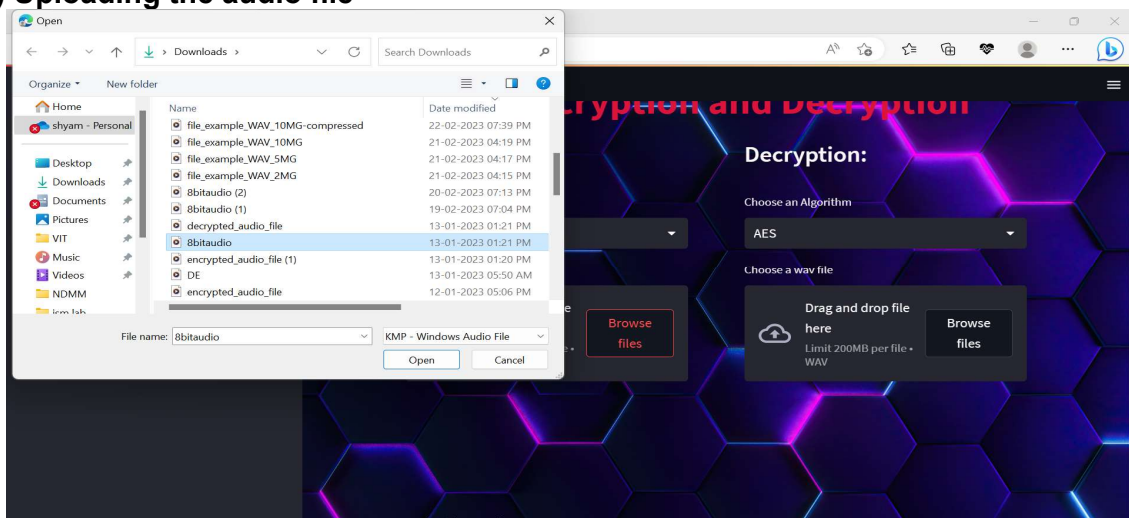 Uploading the audio file
Open
Downloads
Search Downloads
Organize
New folder
Home
shyam - Personal
Desktop
Downloads
Documents
Pictures
VIT
Music
Videos
NDMM
Name Date modified
file_example_WAV_10MG-compressed 22-02-2023 07:39 PM
file_example_WAV_10MG 21-02-2023 04:19 PM
file_example_WAV_5MG 21-02-2023 04:17 PM
file_example_WAV_2MG 21-02-2023 04:15 PM
8bitaudio (2) 20-02-2023 07:13 PM
8bitaudio (1) 19-02-2023 07:04 PM
decrypted_audio_file 13-01-2023 01:21 PM
8bitaudio 13-01-2023 01:21 PM
encrypted_audio_file (1) 13-01-2023 01:20 PM
DE 13-01-2023 05:50 AM
encrypted_audio_file 12-01-2023 05:06 PM
File name: 8bitaudio
KMP - Windows Audio File
Open Cancel
cryption and Decryption
Browse
files
Decryption:
Choose an Algorithm
AES
Choose a wav file
Drag and drop file
here
Limit 200MB per file •
WAV
Browse
files